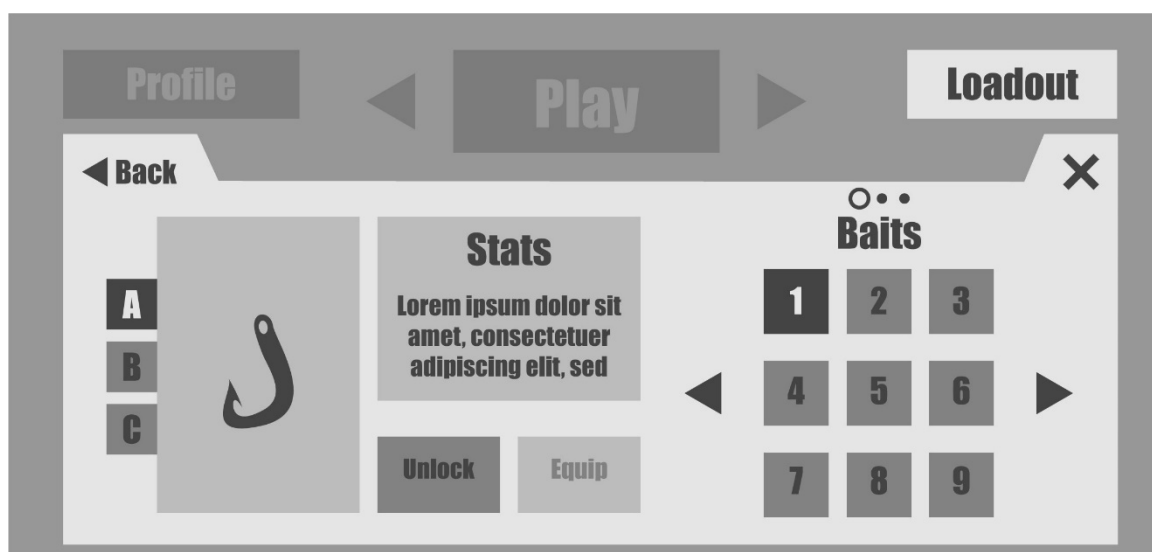 Profile
Play
Loadout
Back
Baits
Stats
Lorem ipsum dolor sit
amet, consectetuer
adipiscing elit, sed
A
B
C
Unlock
Equip
1 2 3
4 5 6
7 8 9